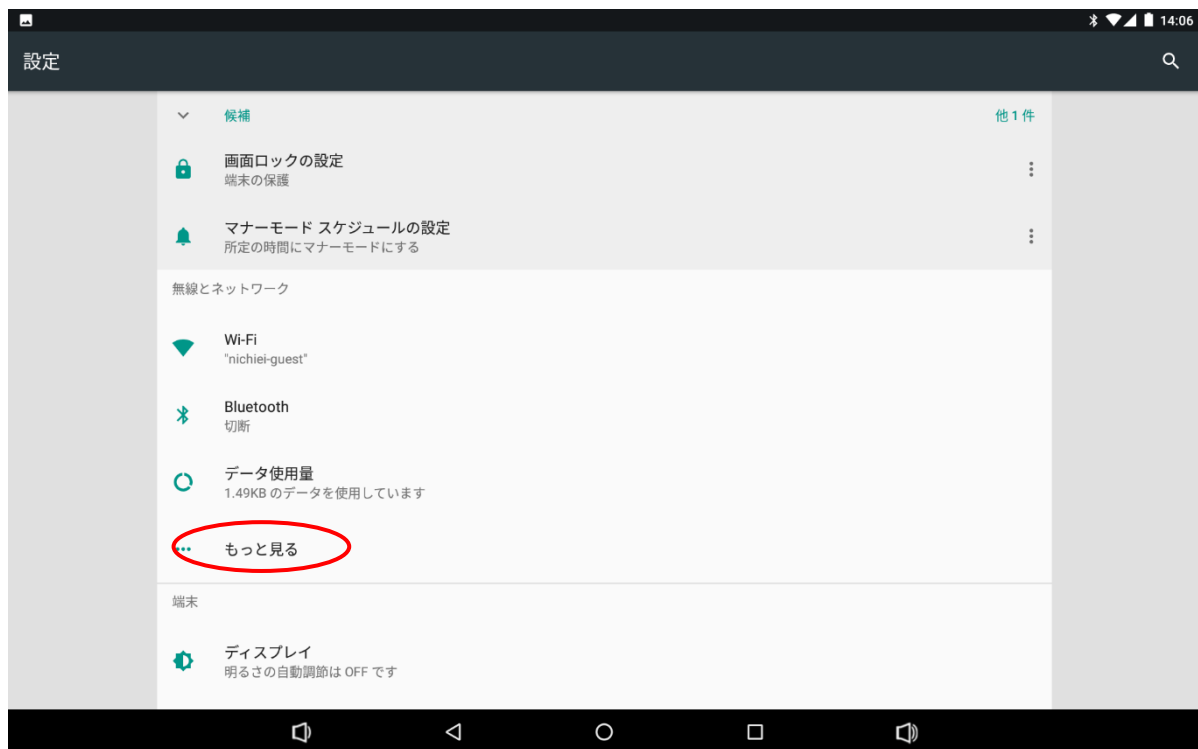 14:06
設定
候補
他 1 件
画面ロックの設定
端末の保護
マナーモード スケジュールの設定
所定の時間にマナーモードにする
無線とネットワーク
Wi-Fi
"nichiei-guest"
Bluetooth
切断
データ使用量
1.49KB のデータを使用しています
もっと見る
端末
ディスプレイ
明るさの自動調節は OFF です